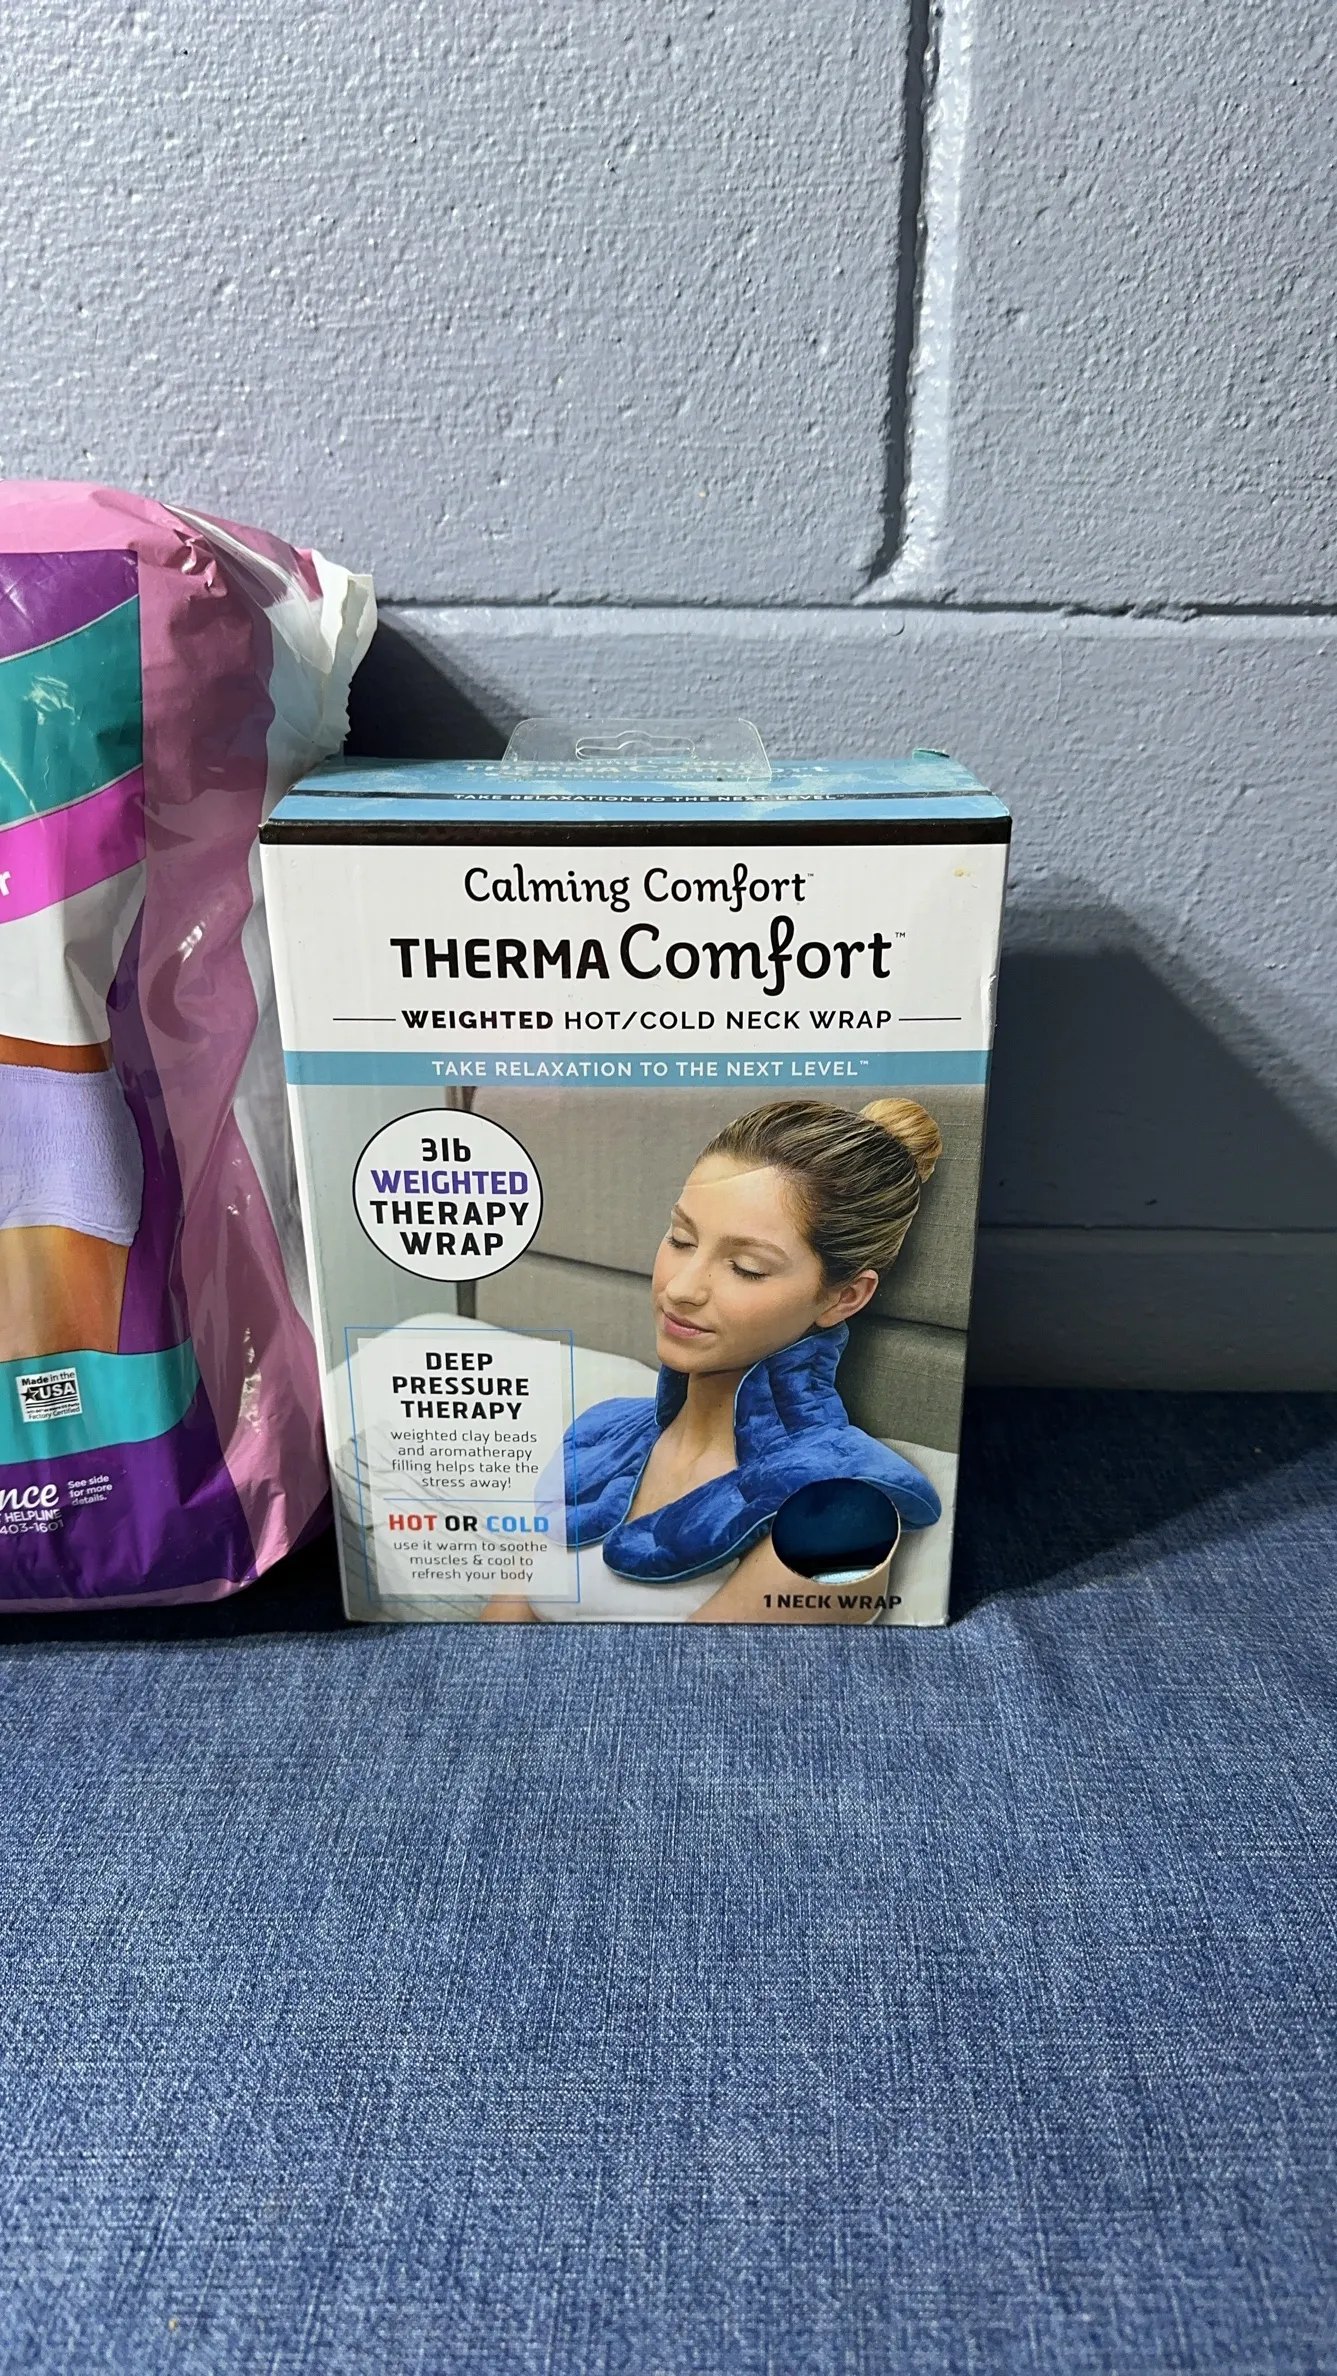 TAKE RELAXATION TO THE NEXT LEVEL
Calming Comfort™
THERMAComfort™
WEIGHTED HOT/COLD NECK WRAP
TAKE RELAXATION TO THE NEXT LEVEL™
3lb
WEIGHTED
THERAPY
WRAP
DEEP
PRESSURE
THERAPY
weighted clay beads
and aromatherapy
filling helps take the
stress away!
HOT OR COLD
use it warm to soothe
muscles & cool to
refresh your body
1 NECK WRAP
r
Made in the
USA
Factory Certified
nce
See side
for more
details.
HELPLINE
403-1601